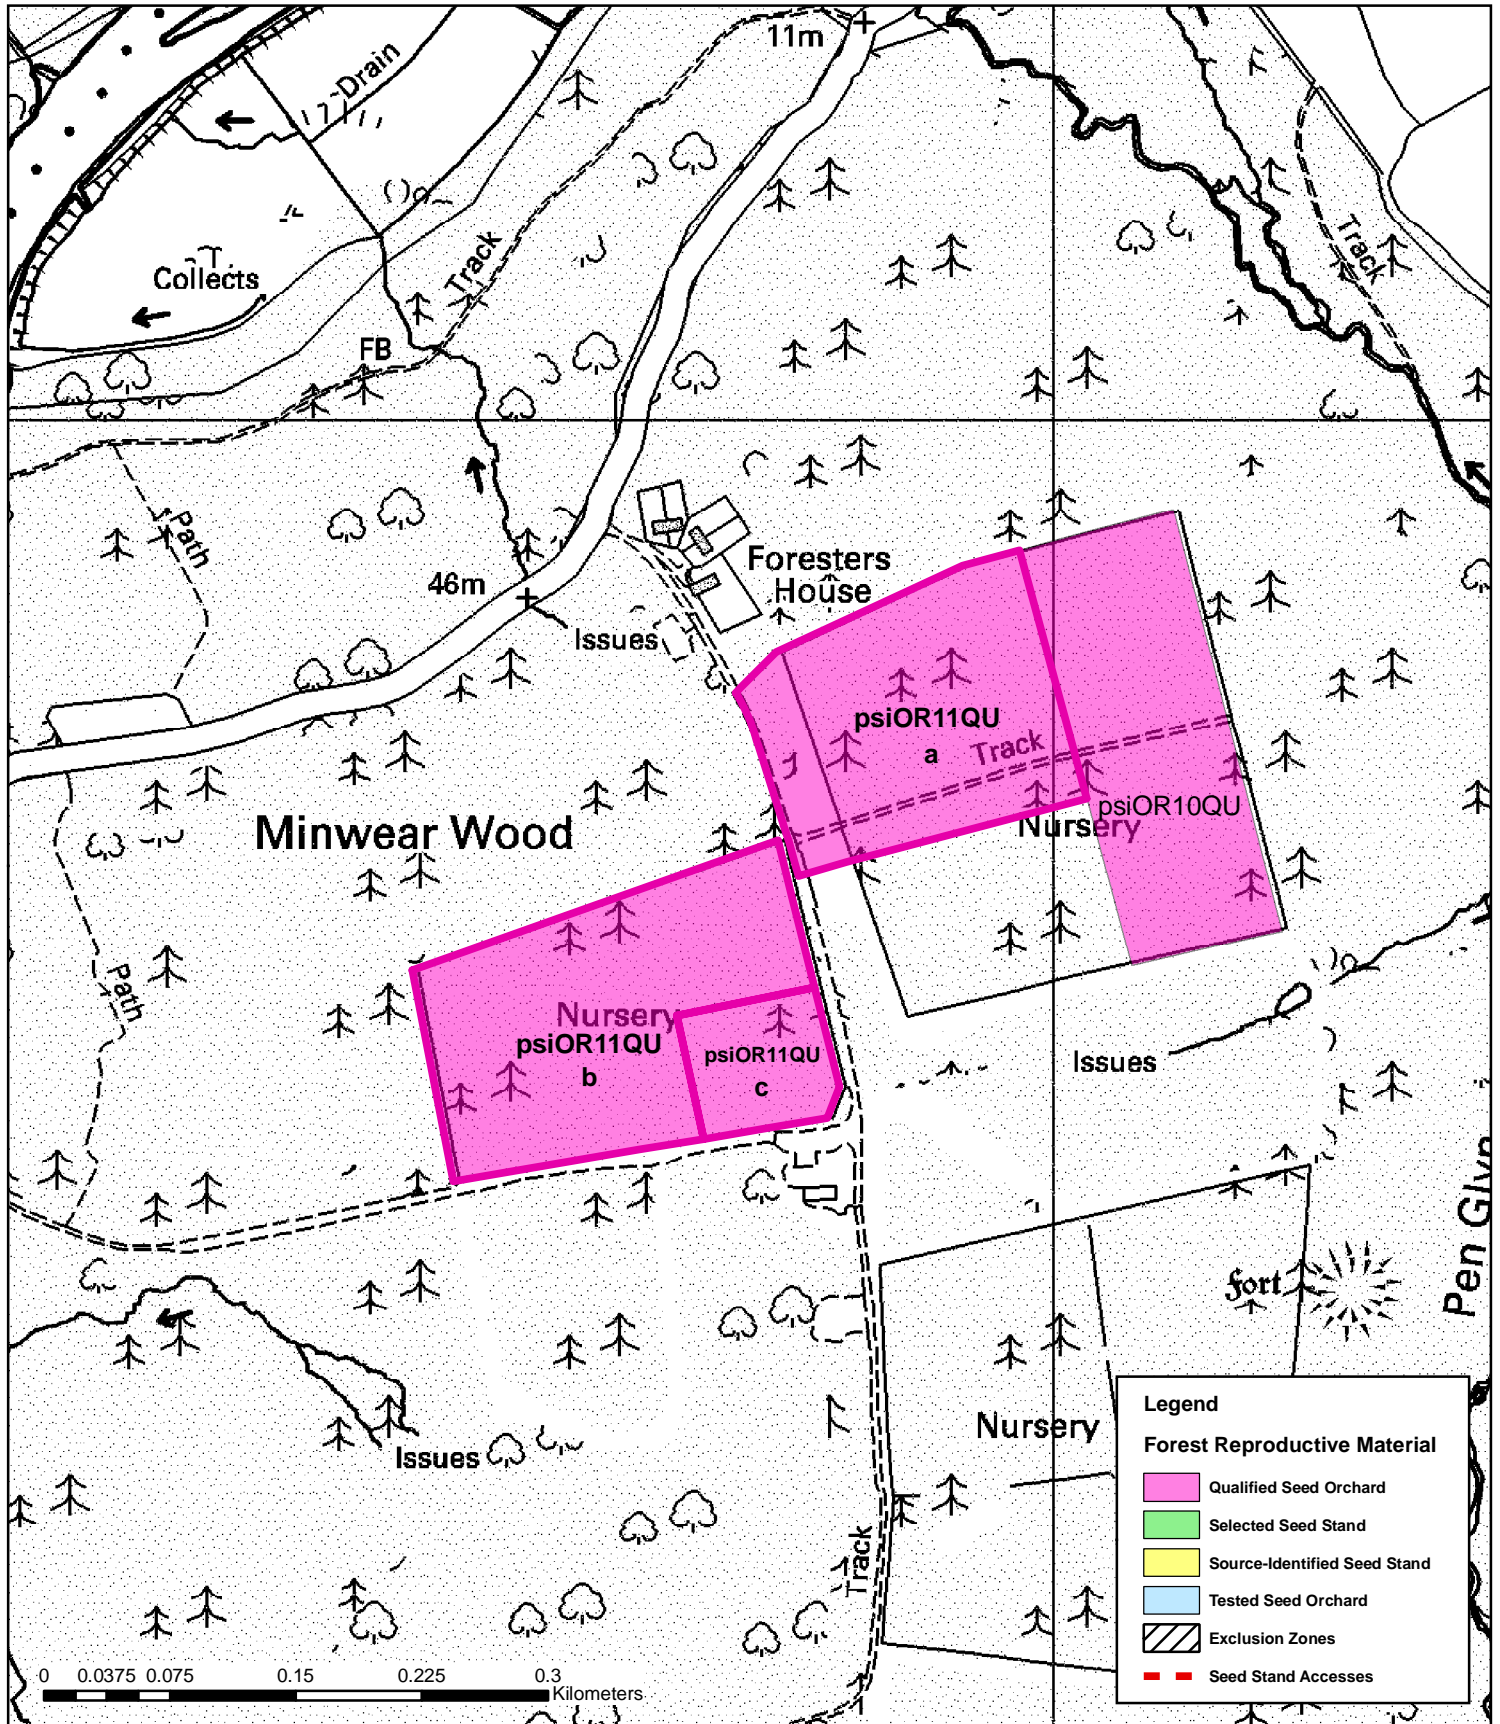 11m
Drain
Track
Track
Collects
FB
Path
46m
Foresters
House
Issues
psiOR11QU
a
Track
psiOR10QU
Nursery
Minwear Wood
Path
Nursery
psiOR11QU
b
psiOR11QU
c
Issues
Pen Glyn
fort
Nursery
Issues
Track
Legend
Forest Reproductive Material
Qualified Seed Orchard
Selected Seed Stand
Source-Identified Seed Stand
Tested Seed Orchard
Exclusion Zones
Seed Stand Accesses
0 0.0375 0.075 0.15 0.225 0.3
Kilometers